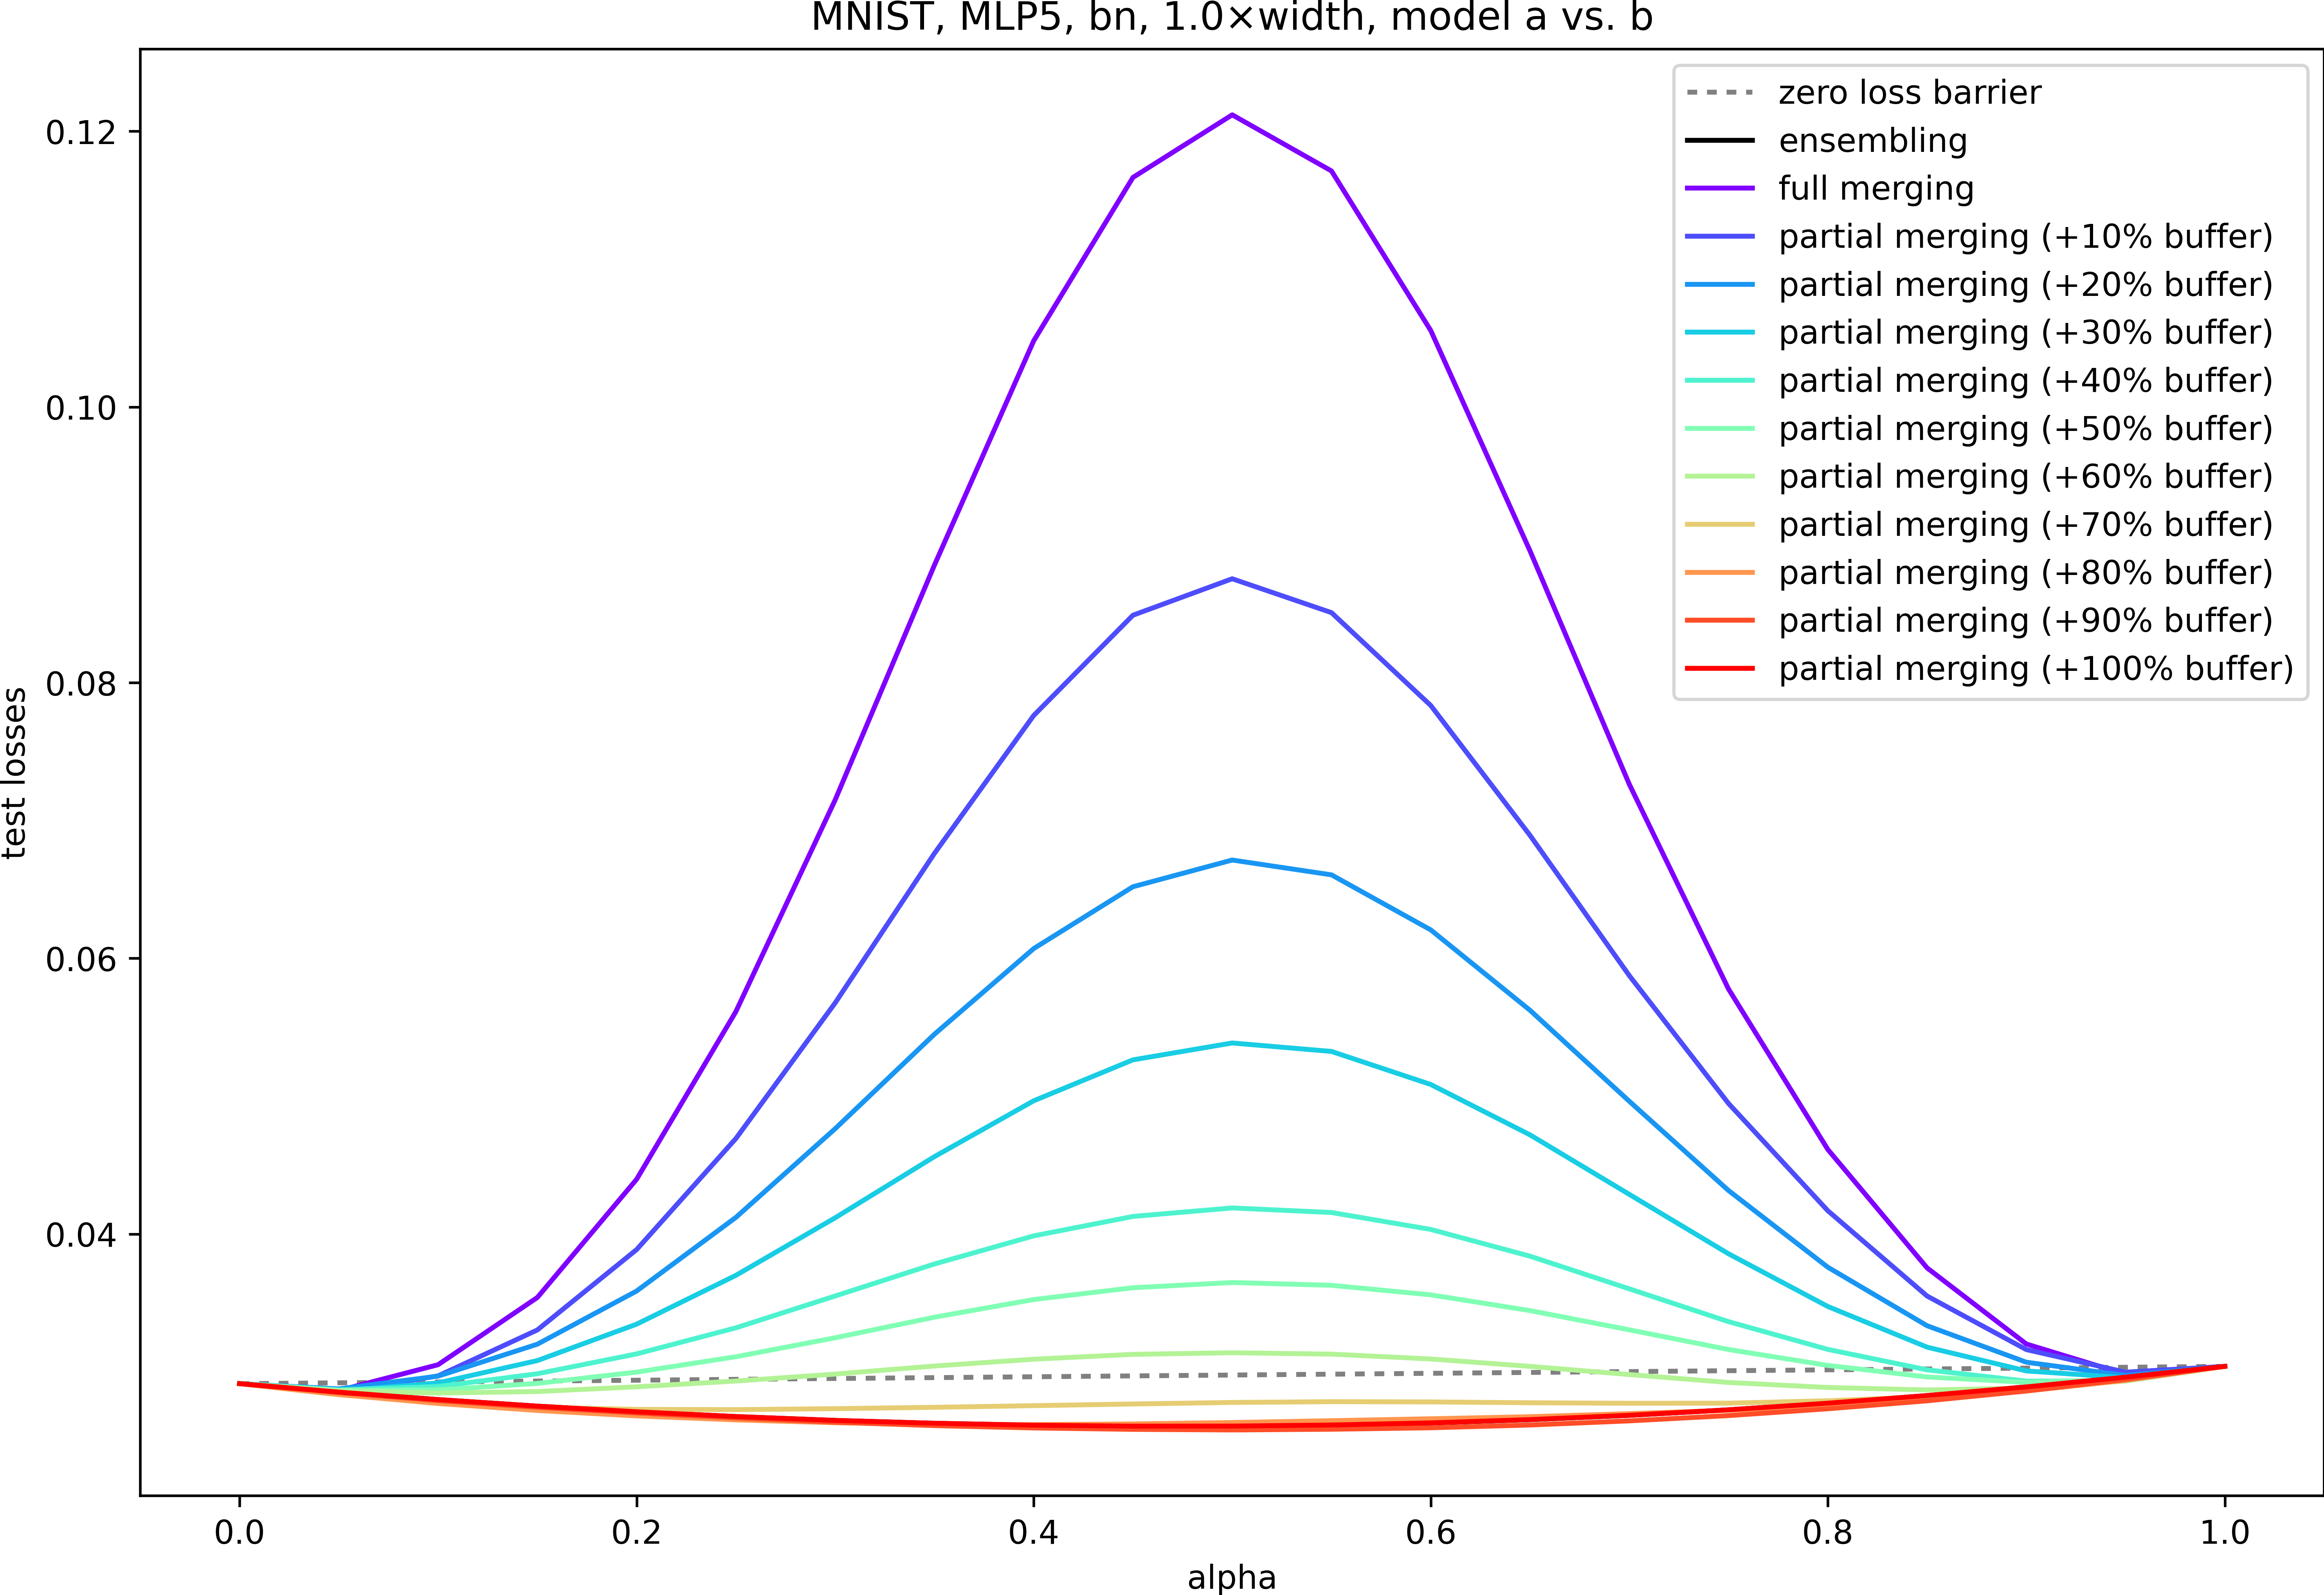 MNIST, MLP5, bn, 1.0×width, model a vs. b
zero loss barrier
ensembling
full merging
partial merging (+10% buffer)
partial merging (+20% buffer)
partial merging (+30% buffer)
partial merging (+40% buffer)
partial merging (+50% buffer)
partial merging (+60% buffer)
partial merging (+70% buffer)
partial merging (+80% buffer)
partial merging (+90% buffer)
partial merging (+100% buffer)
test losses
0.12
0.10
0.08
0.06
0.04
0.0 0.2 0.4 0.6 0.8 1.0
alpha